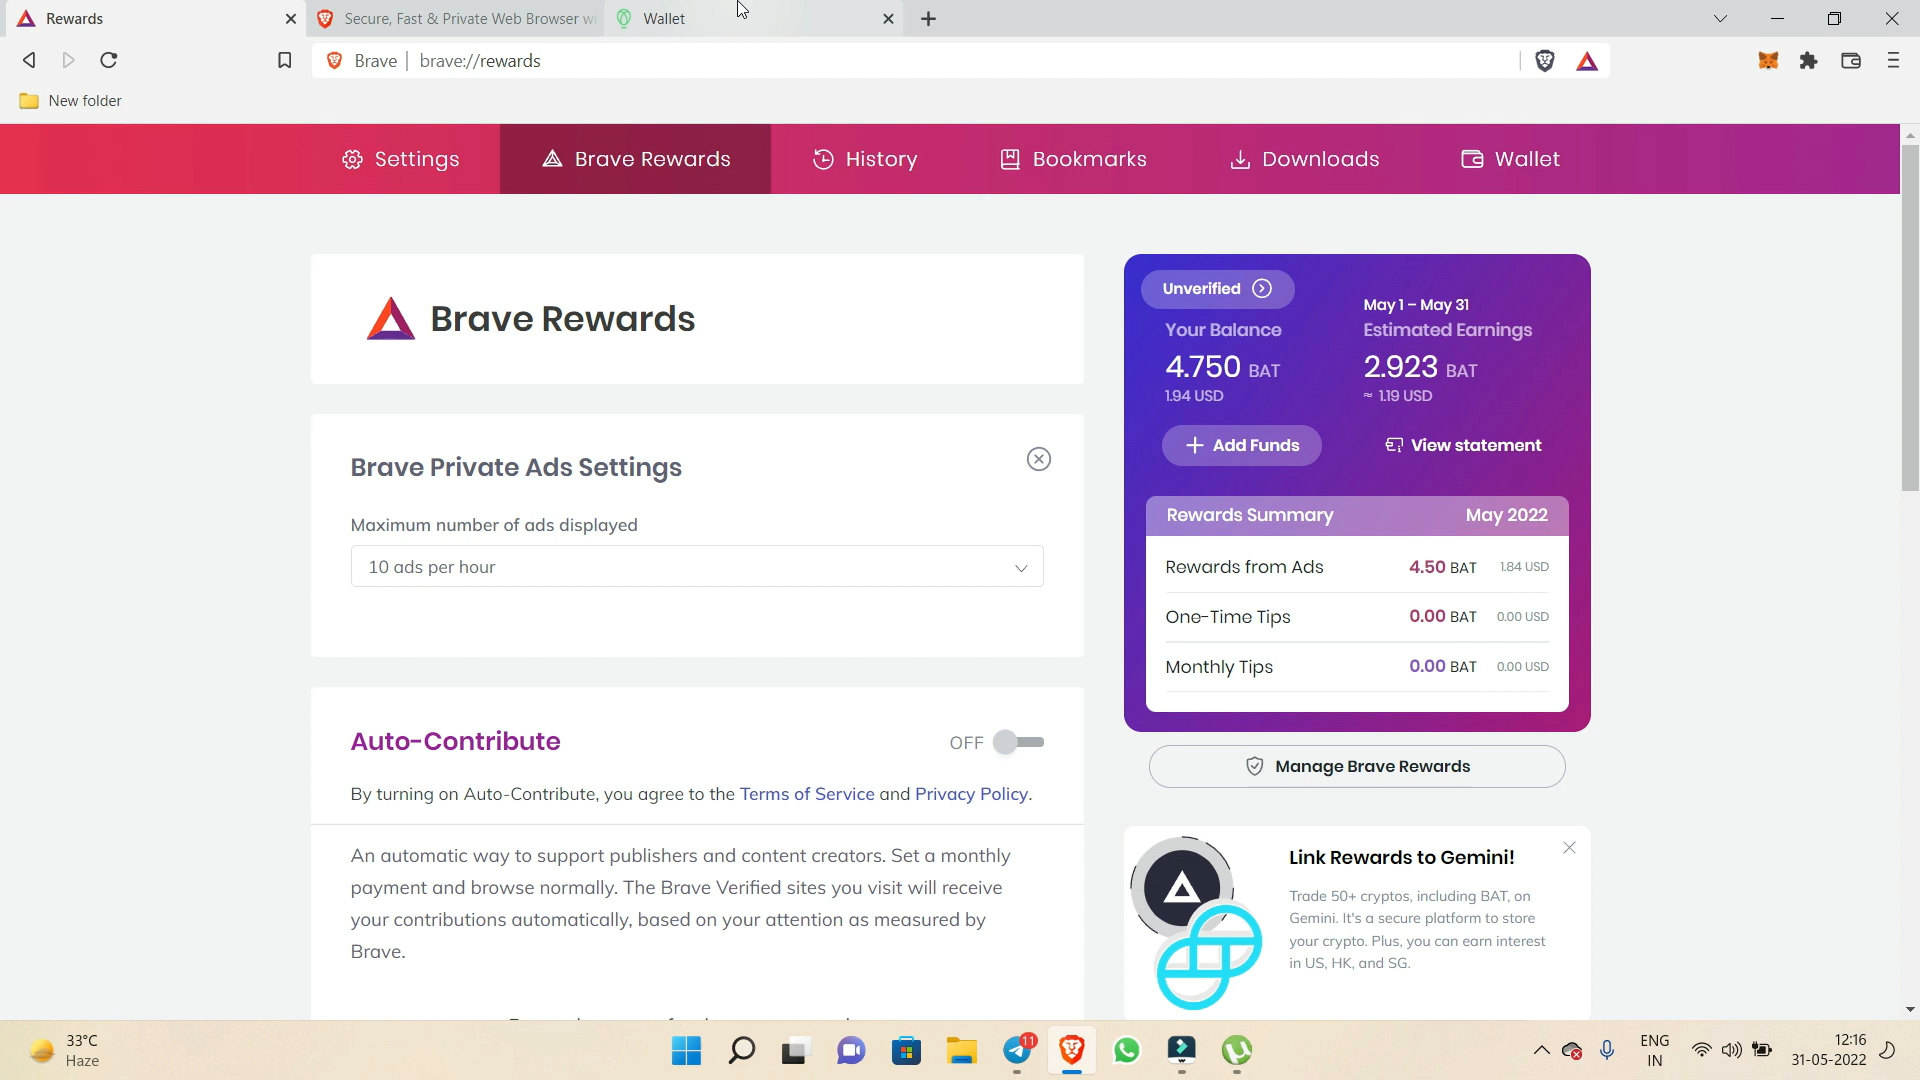 Rewards
Secure, Fast & Private Web Browser w
Wallet
Brave
brave://rewards
New folder
Settings
Brave Rewards
History
Bookmarks
Downloads
Wallet
Brave Rewards
Brave Private Ads Settings
Maximum number of ads displayed
10 ads per hour
Auto-Contribute
OFF
By turning on Auto-Contribute, you agree to the Terms of Service and Privacy Policy.
An automatic way to support publishers and content creators. Set a monthly
payment and browse normally. The Brave Verified sites you visit will receive
your contributions automatically, based on your attention as measured by
Brave.
Unverified
Your Balance
4.750 BAT
1.94 USD
May 1 – May 31
Estimated Earnings
2.923 BAT
≈ 1.19 USD
Add Funds
View statement
Rewards Summary
May 2022
Rewards from Ads 4.50 BAT 1.84 USD
One-Time Tips 0.00 BAT 0.00 USD
Monthly Tips 0.00 BAT 0.00 USD
Manage Brave Rewards
Link Rewards to Gemini!
Trade 50+ cryptos, including BAT, on
Gemini. It's a secure platform to store
your crypto. Plus, you can earn interest
in US, HK, and SG.
33°C
Haze
11
ENG
IN
12:16
31-05-2022